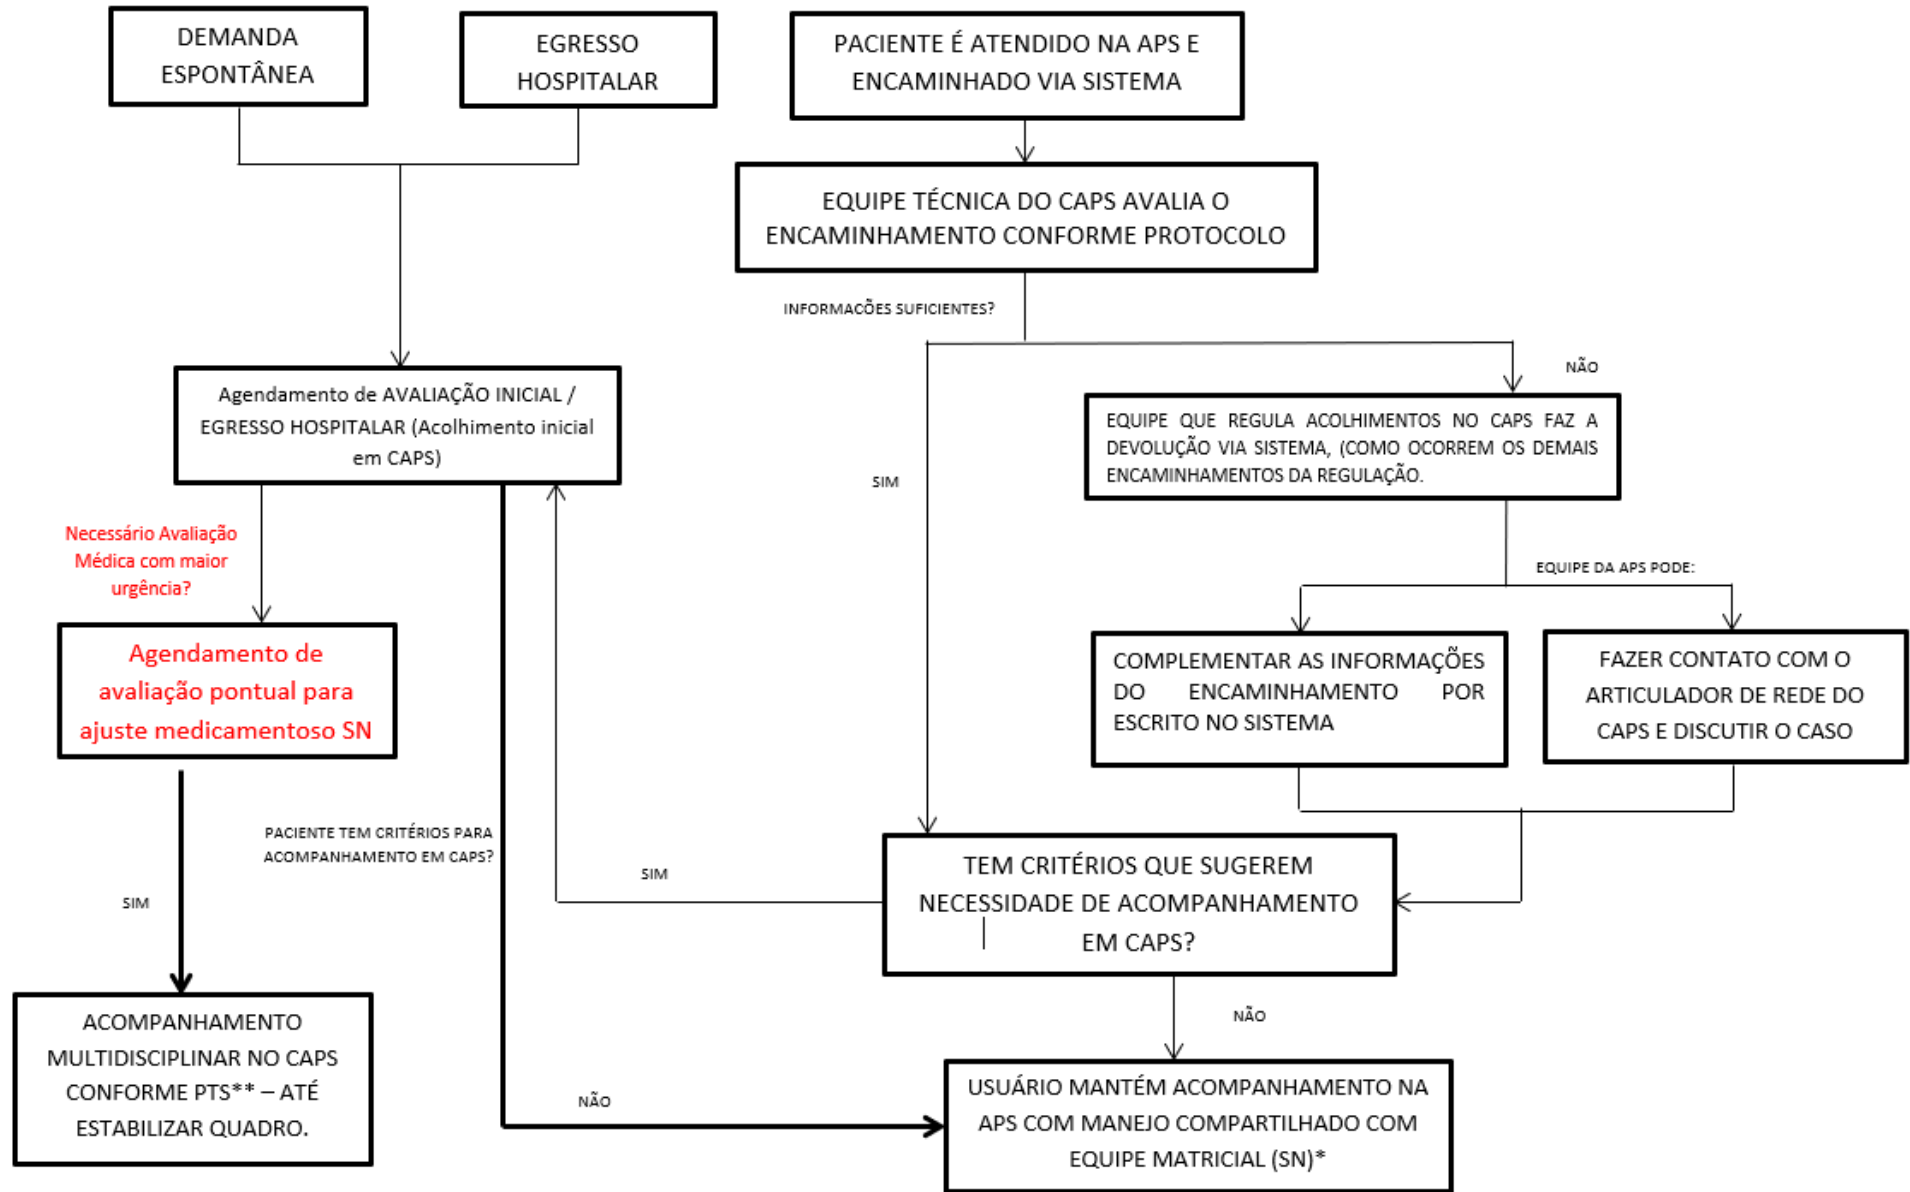 DEMANDA
ESPONTÂNEA
EGRESSO
HOSPITALAR
PACIENTE É ATENDIDO NA APS E
ENCAMINHADO VIA SISTEMA
EQUIPE TÉCNICA DO CAPS AVALIA O
ENCAMINHAMENTO CONFORME PROTOCOLO
INFORMACÕES SUFICIENTES?
NÃO
SIM
Agendamento de AVALIAÇÃO INICIAL /
EGRESSO HOSPITALAR (Acolhimento inicial
em CAPS)
EQUIPE QUE REGULA ACOLHIMENTOS NO CAPS FAZ A
DEVOLUÇÃO VIA SISTEMA, (COMO OCORREM OS DEMAIS
ENCAMINHAMENTOS DA REGULAÇÃO.
Necessário Avaliação
Médica com maior
urgência?
EQUIPE DA APS PODE:
Agendamento de
avaliação pontual para
ajuste medicamentoso SN
COMPLEMENTAR AS INFORMAÇÕES
DO ENCAMINHAMENTO POR
ESCRITO NO SISTEMA
FAZER CONTATO COM O
ARTICULADOR DE REDE DO
CAPS E DISCUTIR O CASO
PACIENTE TEM CRITÉRIOS PARA
ACOMPANHAMENTO EM CAPS?
SIM
SIM
TEM CRITÉRIOS QUE SUGEREM
NECESSIDADE DE ACOMPANHAMENTO
EM CAPS?
NÃO
NÃO
ACOMPANHAMENTO
MULTIDISCIPLINAR NO CAPS
CONFORME PTS** – ATÉ
ESTABILIZAR QUADRO.
USUÁRIO MANTÉM ACOMPANHAMENTO NA
APS COM MANEJO COMPARTILHADO COM
EQUIPE MATRICIAL (SN)*